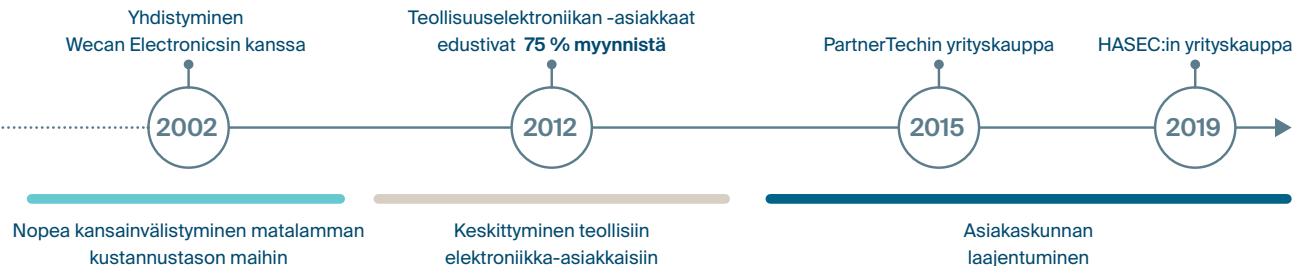 Yhdistyminen
Wecan Electronicsin kanssa
Teollisuuselektroniikan -asiakkaat
edustivat 75 % myynnistä
PartnerTechin yrityskauppa
HASEC:in yrityskauppa
2002
2012
2015
2019
Nopea kansainvälistyminen matalamman
kustannustason maihin
Keskittyminen teollisiin
elektroniikka-asiakkaisiin
Asiakaskunnan
laajentuminen